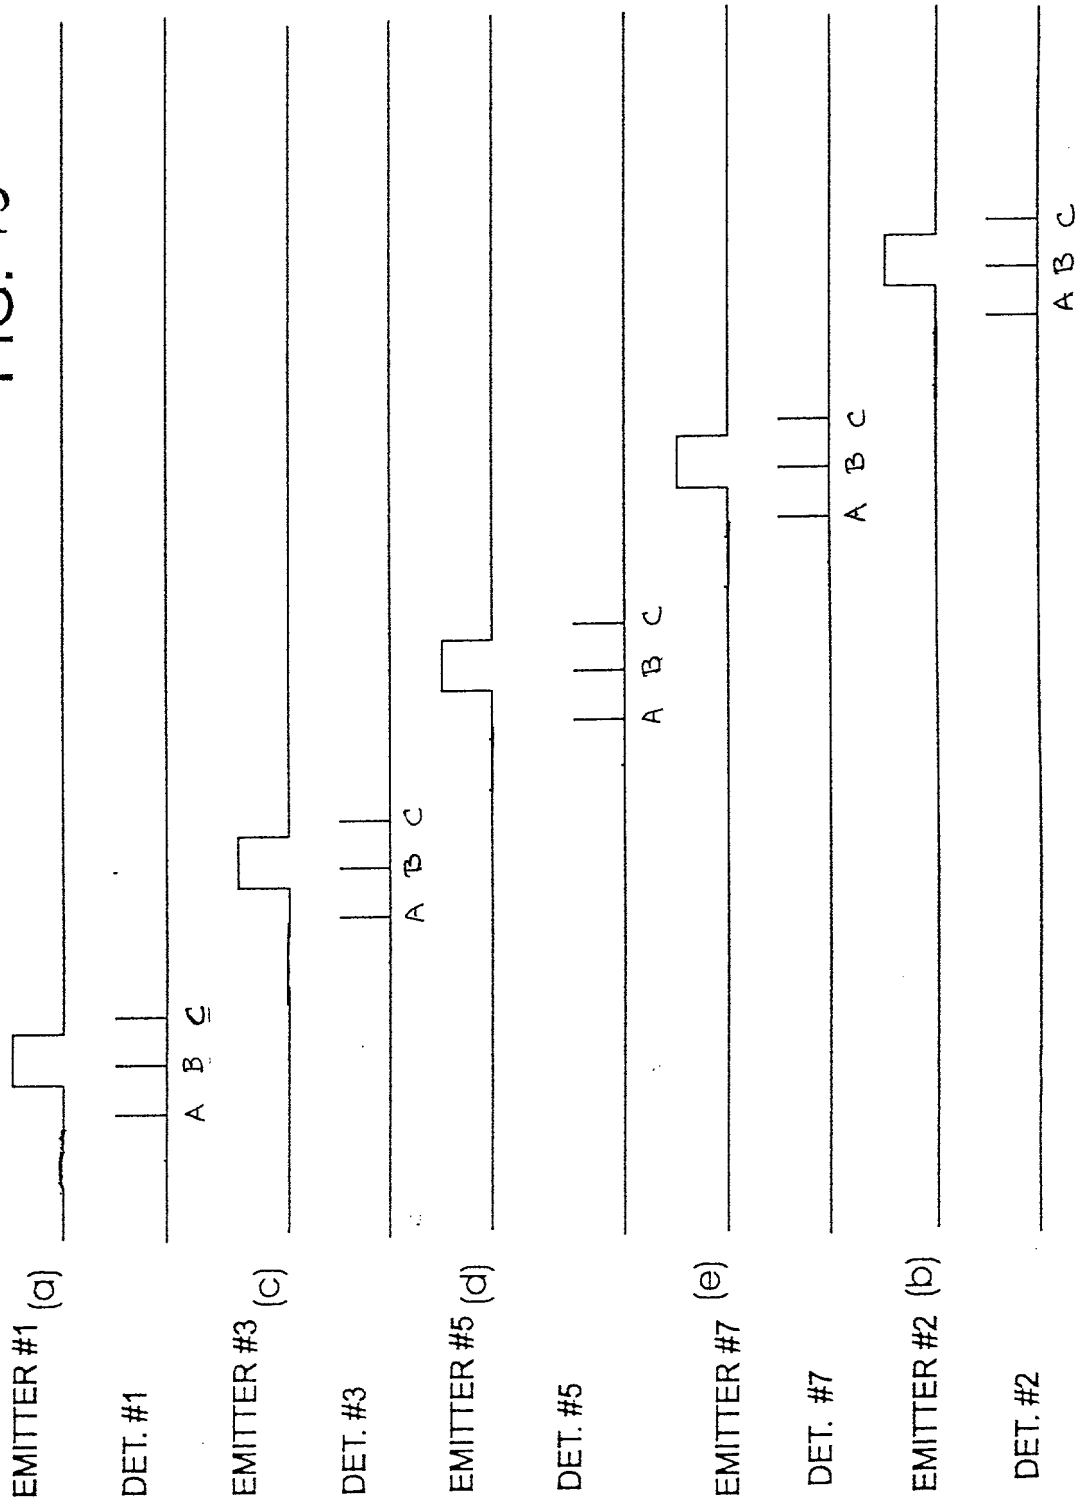 EMITTER #1 (a)
DET. #1
A B C
EMITTER #3 (c)
DET. #3
A B C
EMITTER #5 (d)
DET. #5
A B C
EMITTER #7 (e)
DET. #7
A B C
EMITTER #2 (b)
DET. #2
A B C